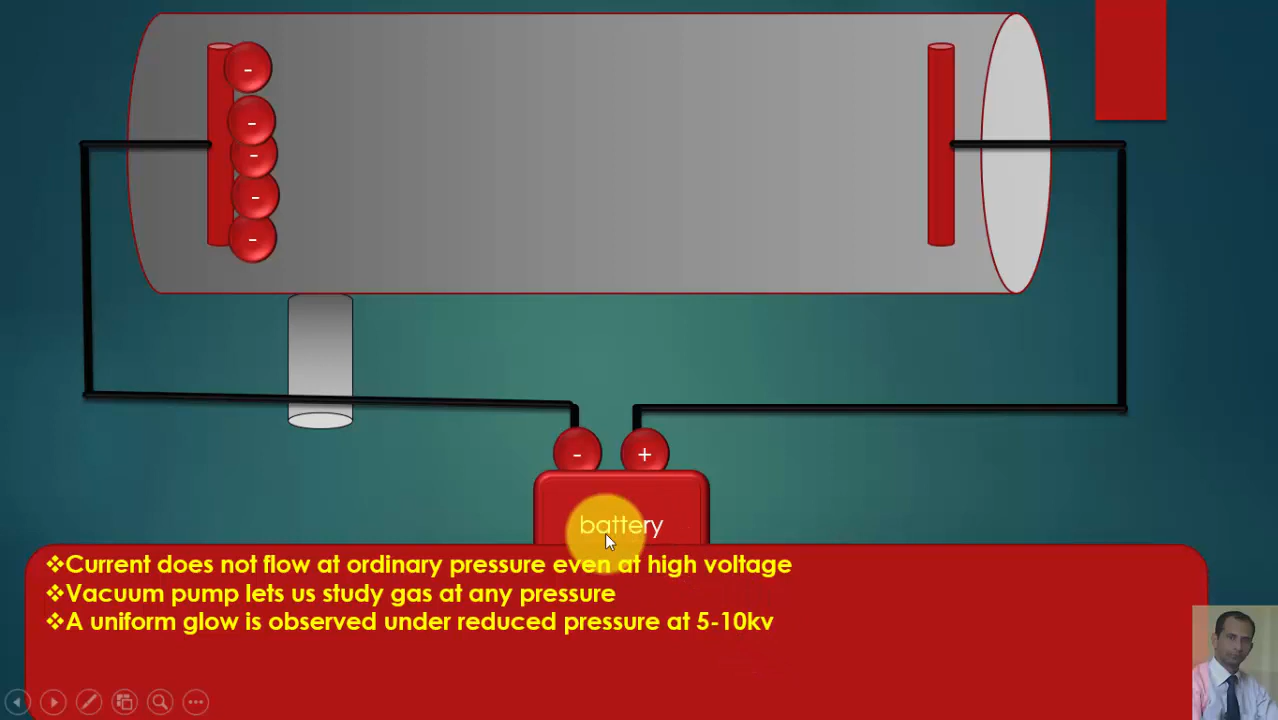 -
-
-
-
-
- +
battery
❖Current does not flow at ordinary pressure even at high voltage
❖Vacuum pump lets us study gas at any pressure
❖A uniform glow is observed under reduced pressure at 5-10kv